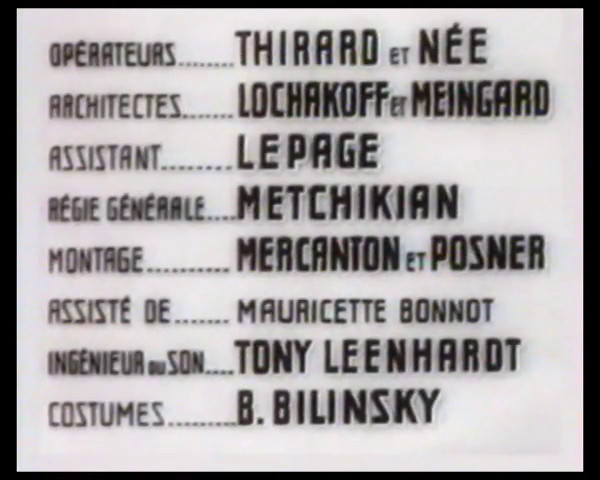 OPÉRATEURS........THIRARD ET NÉE
ARCHITECTES.......LOCHAKOFF et MEINGARD
ASSISTANT.........LEPAGE
RÉGIE GÉNÉRALE....METCHIKIAN
MONTAGE..........MERCANTON ET POSNER
ASSISTÉ DE....... MAURICETTE BONNOT
INGÉNIEUR DU SON....TONY LEENHARDT
COSTUMES..........B. BILINSKY